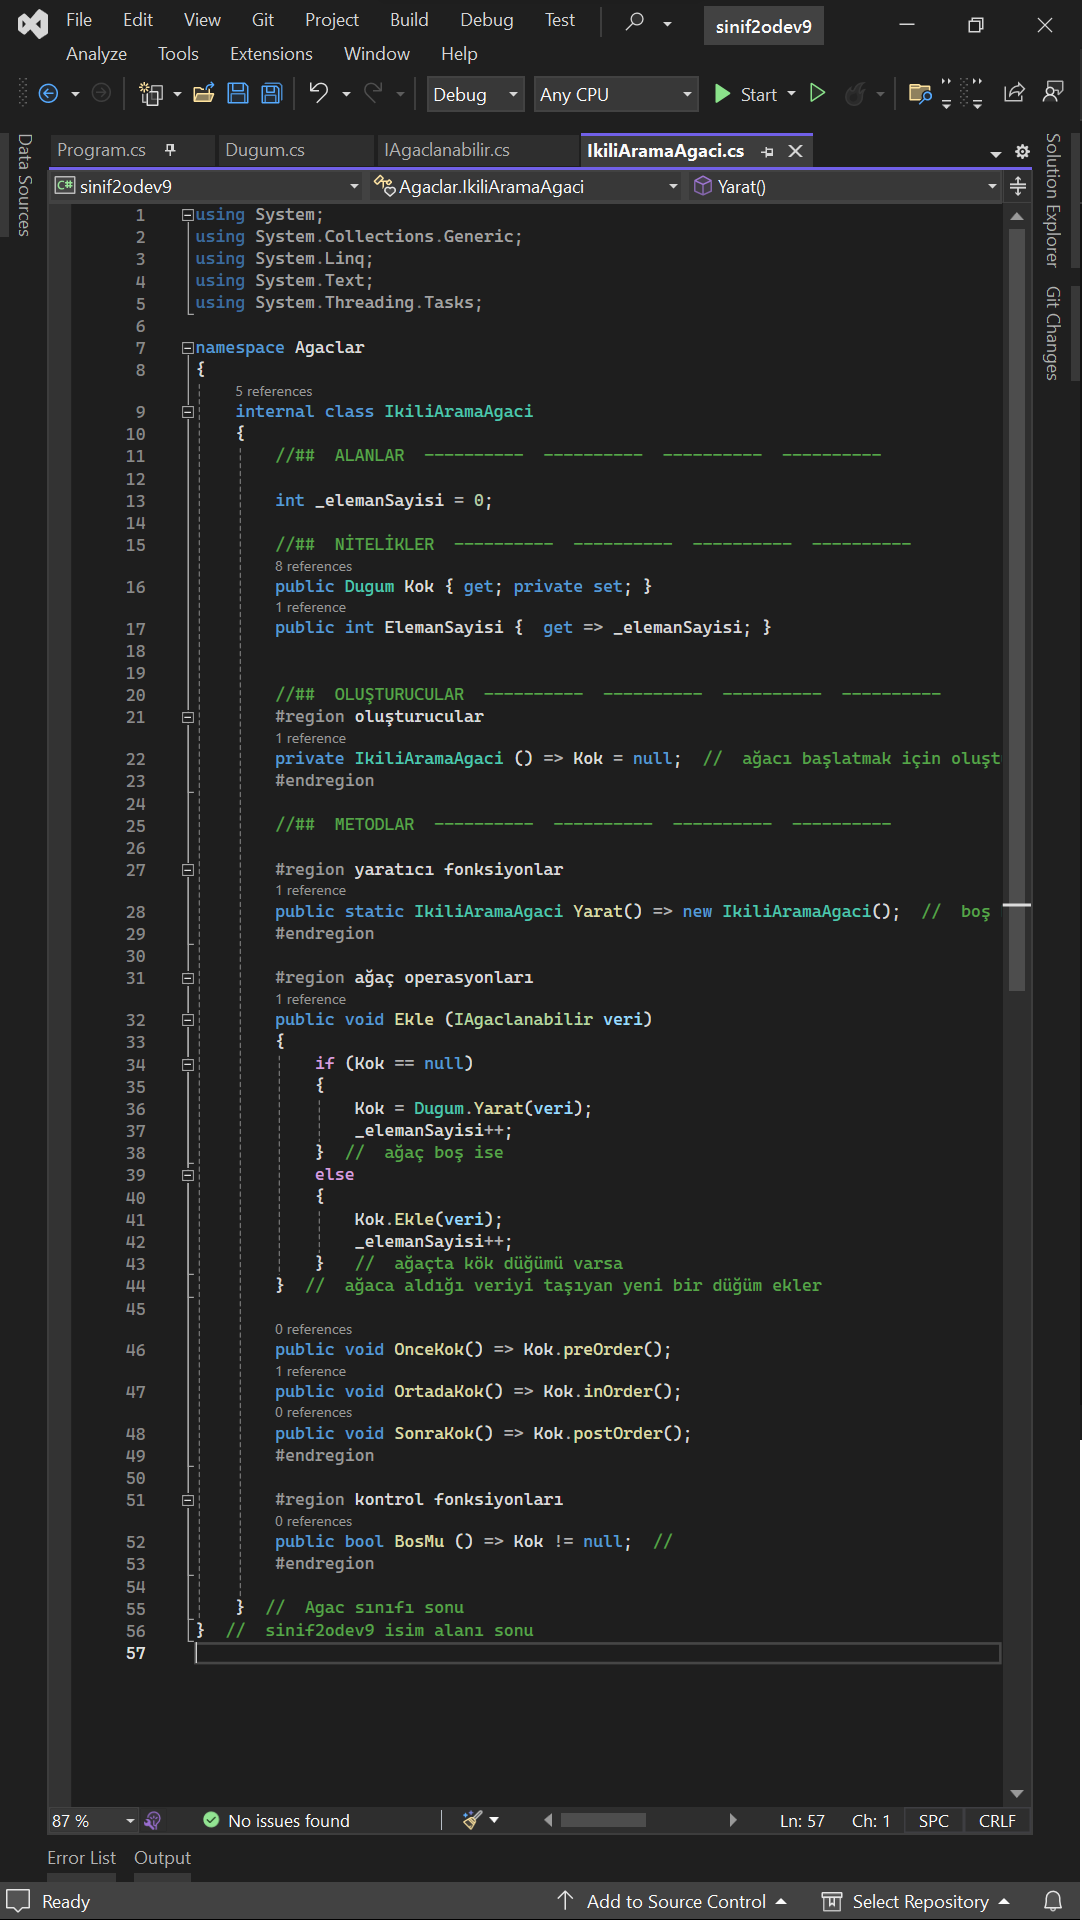 File Edit View Git Project Build Debug Test sinif2odev9
Analyze Tools Extensions Window Help
Debug Any CPU Start
Data Sources
Program.cs Dugum.cs IAgaclanabilir.cs IkiliAramaAgaci.cs
Solution Explorer
Git Changes
C# sinif2odev9 Agaclar.IkiliAramaAgaci Yarat()
1 using System;
2 using System.Collections.Generic;
3 using System.Linq;
4 using System.Text;
5 using System.Threading.Tasks;
6
7 namespace Agaclar
8 {
5 references
9 internal class IkiliAramaAgaci
10 {
11 //## ALANLAR ---------- ---------- ---------- ----------
12
13 int _elemanSayisi = 0;
14
15 //## NİTELİKLER ---------- ---------- ---------- ----------
8 references
16 public Dugum Kok { get; private set; }
1 reference
17 public int ElemanSayisi { get => _elemanSayisi; }
18
19
20 //## OLUŞTURUCULAR ---------- ---------- ---------- ----------
21 #region oluşturucular
1 reference
22 private IkiliAramaAgaci () => Kok = null; // ağacı başlatmak için oluşt
23 #endregion
24
25 //## METODLAR ---------- ---------- ---------- ----------
26
27 #region yaratıcı fonksiyonlar
1 reference
28 public static IkiliAramaAgaci Yarat() => new IkiliAramaAgaci(); // boş
29 #endregion
30
31 #region ağaç operasyonları
1 reference
32 public void Ekle (IAgaclanabilir veri)
33 {
34 if (Kok == null)
35 {
36 Kok = Dugum.Yarat(veri);
37 _elemanSayisi++;
38 } // ağaç boş ise
39 else
40 {
41 Kok.Ekle(veri);
42 _elemanSayisi++;
43 } // ağaçta kök düğümü varsa
44 } // ağaca aldığı veriyi taşıyan yeni bir düğüm ekler
45
0 references
46 public void OnceKok() => Kok.preOrder();
1 reference
47 public void OrtadaKok() => Kok.inOrder();
0 references
48 public void SonraKok() => Kok.postOrder();
49 #endregion
50
51 #region kontrol fonksiyonları
0 references
52 public bool BosMu () => Kok != null; //
53 #endregion
54
55 } // Agac sınıfı sonu
56 } // sinif2odev9 isim alanı sonu
57
87 % No issues found Ln: 57 Ch: 1 SPC CRLF
Error List Output
Ready Add to Source Control Select Repository